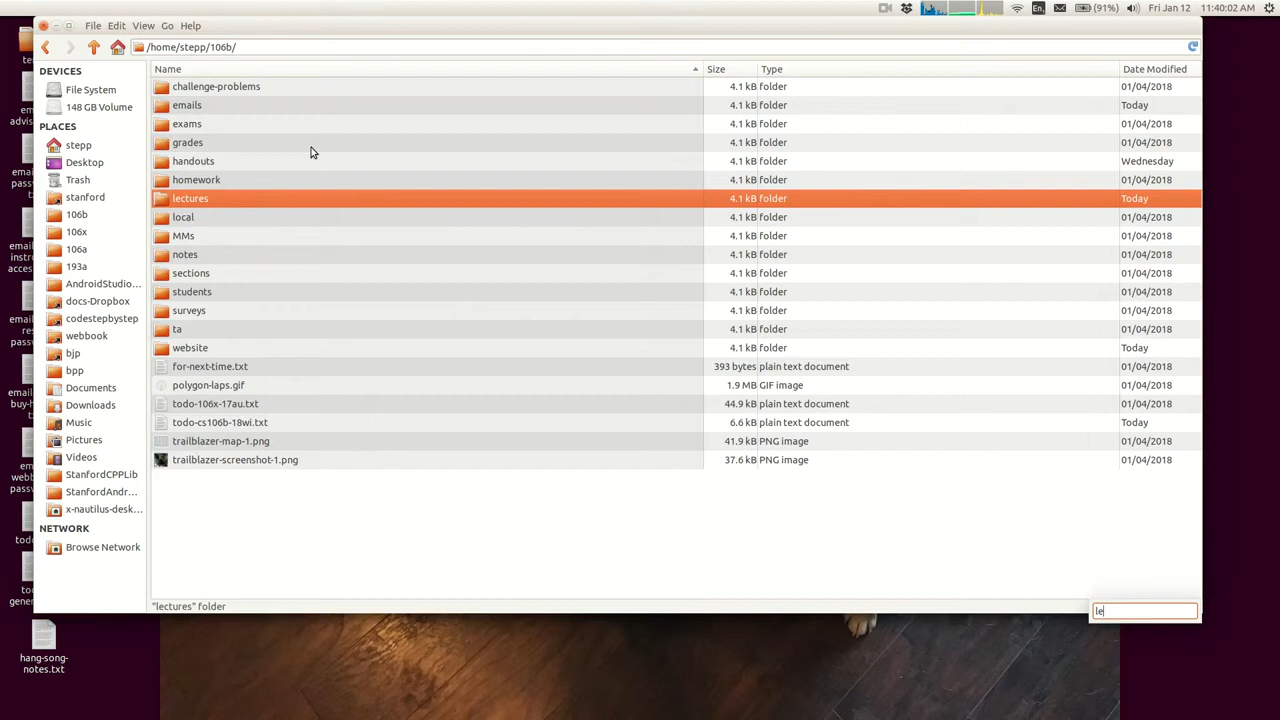 En
(91%)
Fri Jan 12
11:40:02 AM
File Edit View Go Help
/home/stepp/106b/
DEVICES
File System
148 GB Volume
PLACES
stepp
Desktop
Trash
stanford
106b
106x
106a
193a
AndroidStudio...
docs-Dropbox
codestepbystep
webbook
bjp
bpp
Documents
Downloads
Music
Pictures
Videos
StanfordCPPLib
StanfordAndr...
x-nautilus-desk...
NETWORK
Browse Network
Name Size Type Date Modified
challenge-problems 4.1 kB folder 01/04/2018
emails 4.1 kB folder Today
exams 4.1 kB folder 01/04/2018
grades 4.1 kB folder 01/04/2018
handouts 4.1 kB folder Wednesday
homework 4.1 kB folder 01/04/2018
lectures 4.1 kB folder Today
local 4.1 kB folder 01/04/2018
MMs 4.1 kB folder 01/04/2018
notes 4.1 kB folder 01/04/2018
sections 4.1 kB folder 01/04/2018
students 4.1 kB folder 01/04/2018
surveys 4.1 kB folder 01/04/2018
ta 4.1 kB folder 01/04/2018
website 4.1 kB folder Today
for-next-time.txt 393 bytes plain text document 01/04/2018
polygon-laps.gif 1.9 MB GIF image 01/04/2018
todo-106x-17au.txt 44.9 kB plain text document 01/04/2018
todo-cs106b-18wi.txt 6.6 kB plain text document Today
trailblazer-map-1.png 41.9 kB PNG image 01/04/2018
trailblazer-screenshot-1.png 37.6 kB PNG image 01/04/2018
"lectures" folder
le
hang-song-
notes.txt